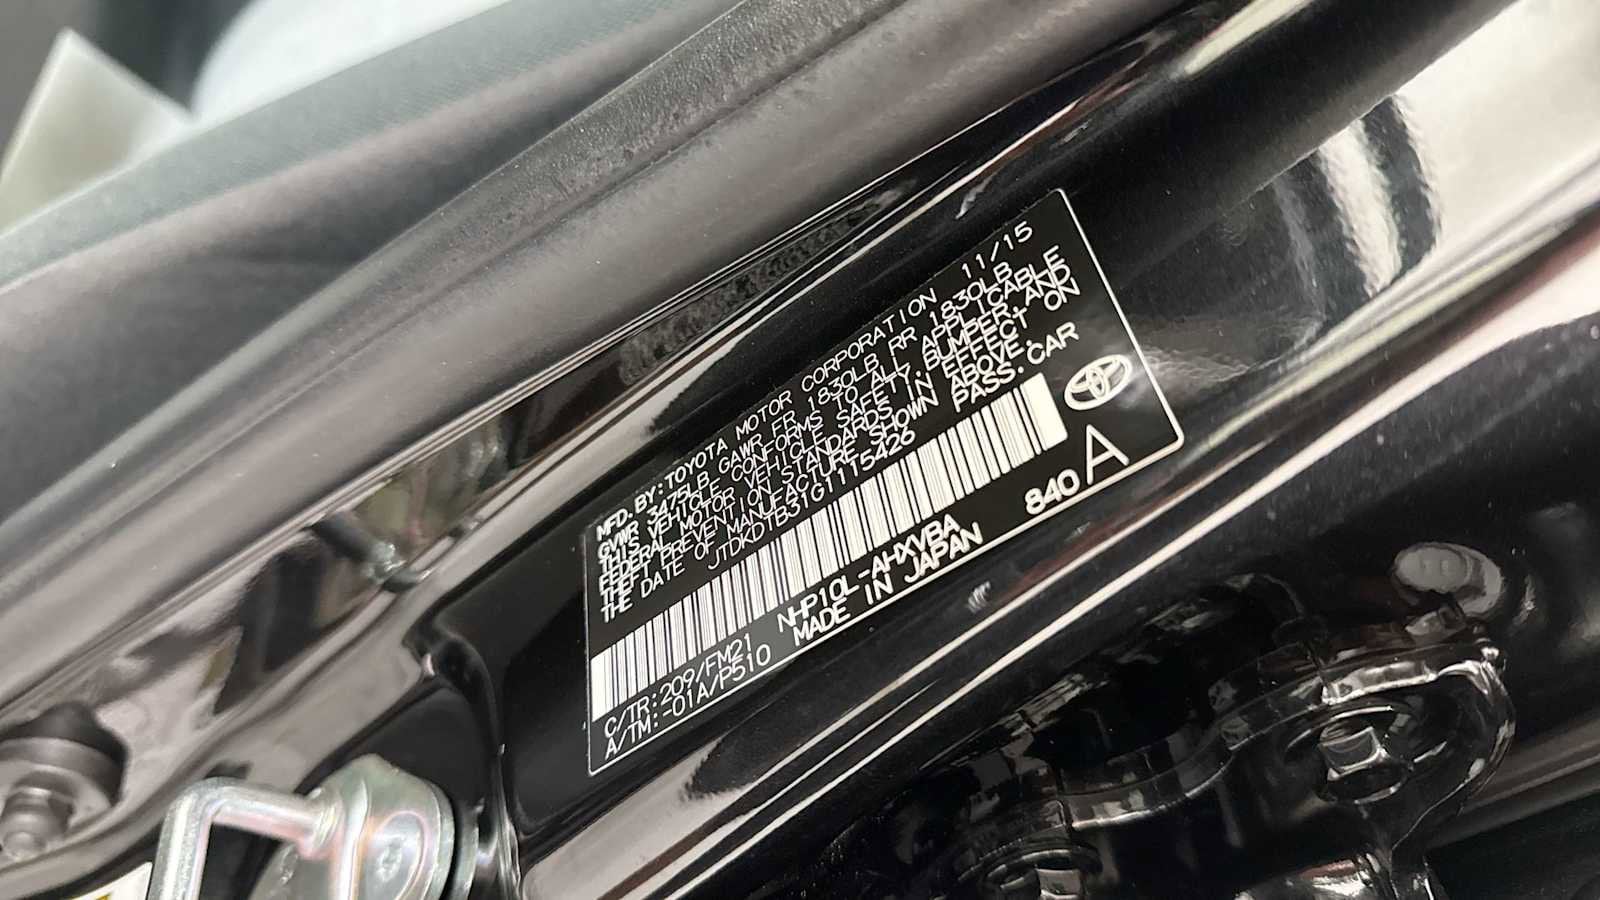 MFD. BY: TOYOTA MOTOR CORPORATION 11/15
GVWR 3475LB GAWR FR 1830LB RR 1830LB
THIS VEHICLE CONFORMS TO ALL APPLICABLE
FEDERAL MOTOR VEHICLE SAFETY, BUMPER, AND
THEFT PREVENTION STANDARDS IN EFFECT ON
THE DATE OF MANUFACTURE SHOWN ABOVE.
JTDKDTB31G1115426 PASS. CAR
C/TR:209/FM21 NHP10L-AHXVBA 840 A
A/TM:-01A/P510 MADE IN JAPAN